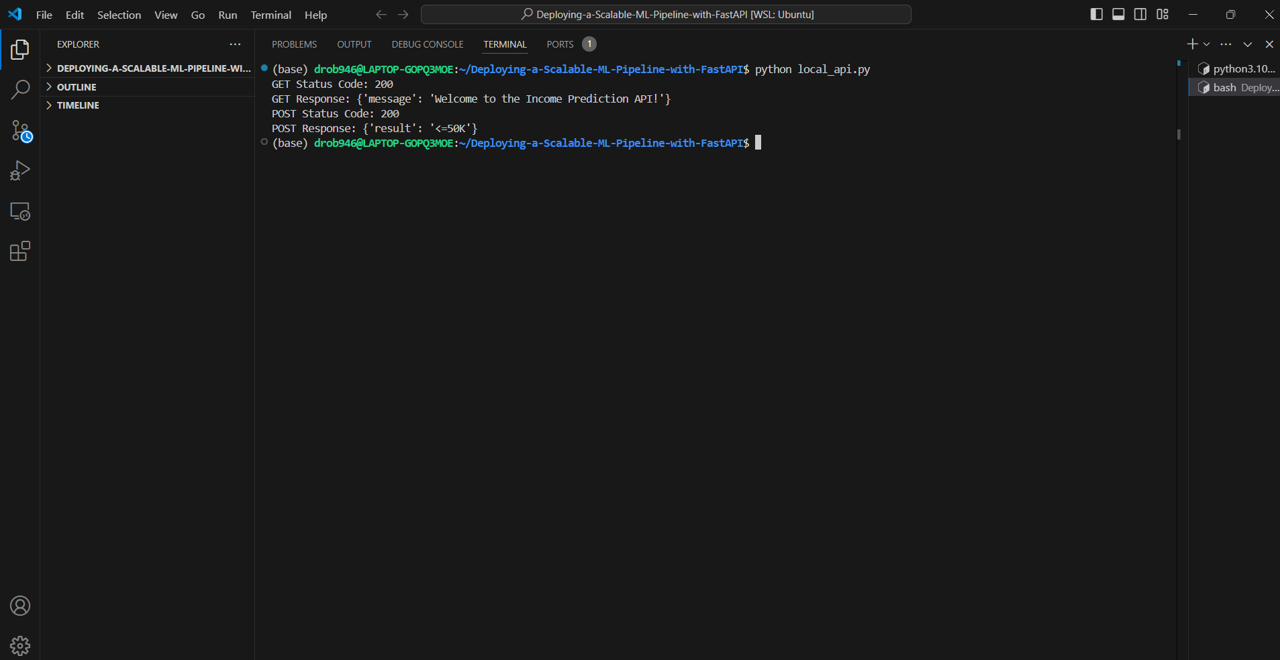 File Edit Selection View Go Run Terminal Help
Deploying-a-Scalable-ML-Pipeline-with-FastAPI [WSL: Ubuntu]
EXPLORER
DEPLOYING-A-SCALABLE-ML-PIPELINE-WI...
OUTLINE
TIMELINE
PROBLEMS OUTPUT DEBUG CONSOLE TERMINAL PORTS 1
(base) drob946@LAPTOP-GOPQ3MOE:~/Deploying-a-Scalable-ML-Pipeline-with-FastAPI$ python local_api.py
GET Status Code: 200
GET Response: {'message': 'Welcome to the Income Prediction API!'}
POST Status Code: 200
POST Response: {'result': '<=50K'}
(base) drob946@LAPTOP-GOPQ3MOE:~/Deploying-a-Scalable-ML-Pipeline-with-FastAPI$
python3.10...
bash Deploy...